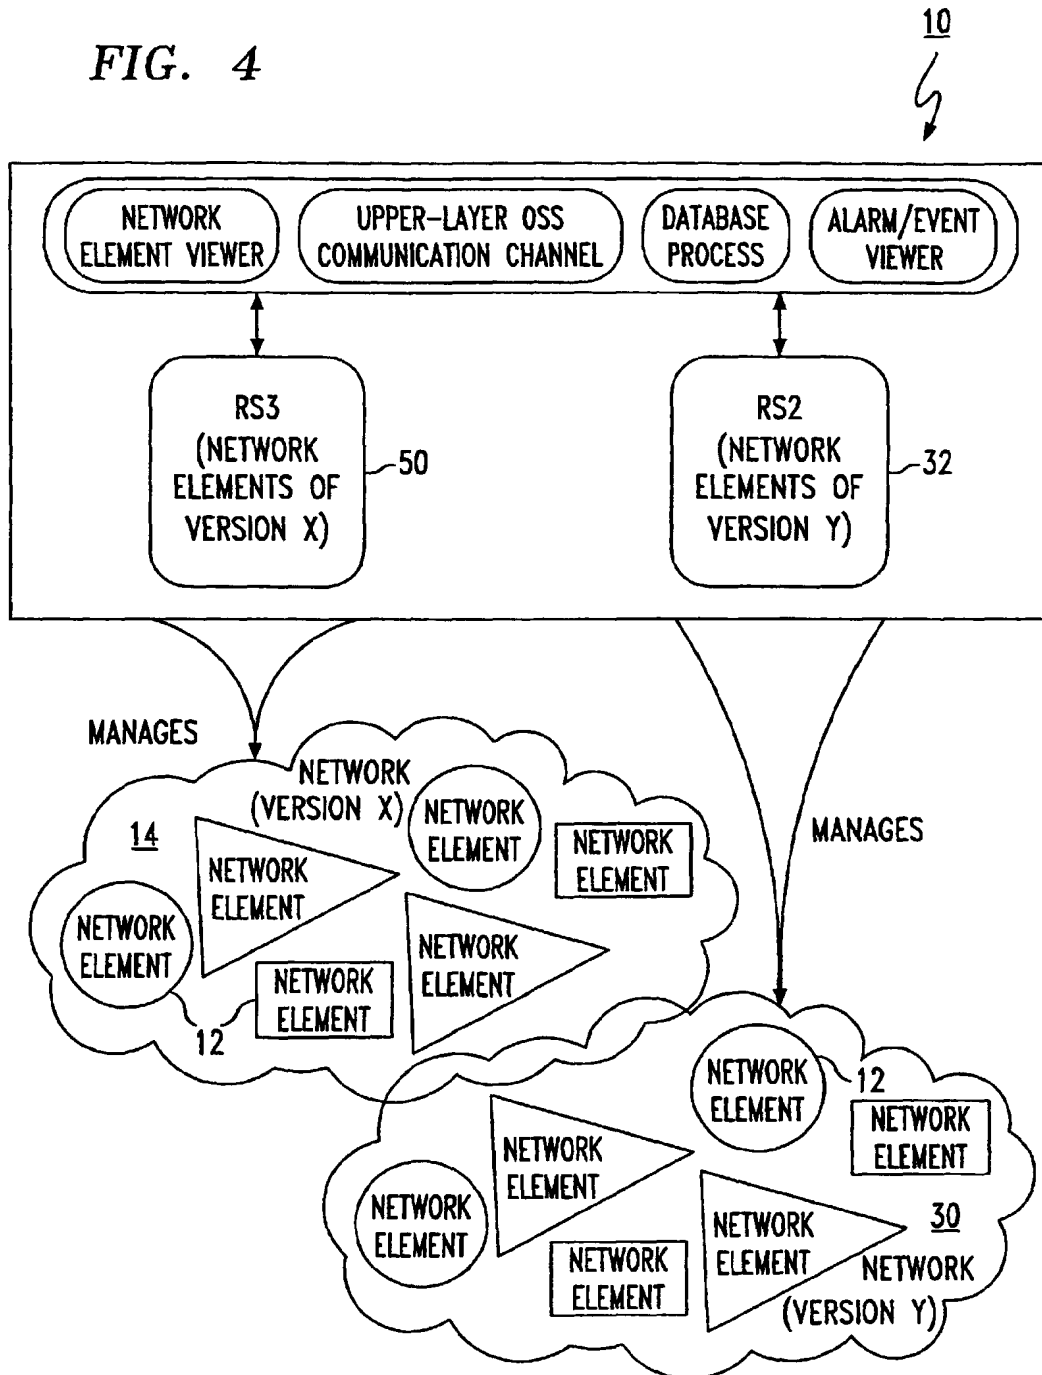 FIG. 4
10
NETWORK
ELEMENT VIEWER
UPPER-LAYER OSS
COMMUNICATION CHANNEL
DATABASE
PROCESS
ALARM/EVENT
VIEWER
RS3
(NETWORK
ELEMENTS OF
VERSION X)
50
RS2
(NETWORK
ELEMENTS OF
VERSION Y)
32
MANAGES
MANAGES
NETWORK
(VERSION X)
14
NETWORK
ELEMENT
NETWORK
ELEMENT
NETWORK
ELEMENT
NETWORK
ELEMENT
NETWORK
ELEMENT
NETWORK
ELEMENT
12
NETWORK
ELEMENT
12
NETWORK
ELEMENT
NETWORK
ELEMENT
NETWORK
ELEMENT
NETWORK
ELEMENT
NETWORK
ELEMENT
30
NETWORK
(VERSION Y)